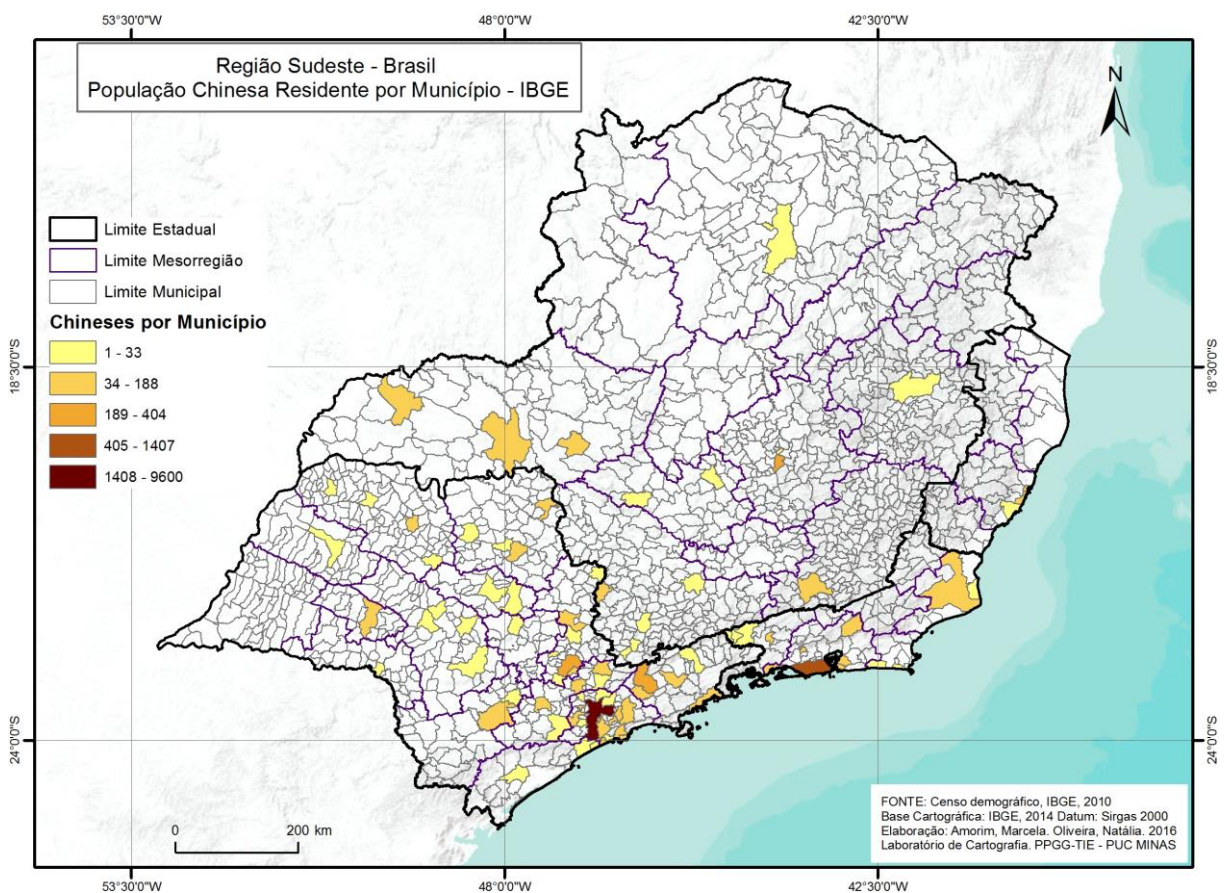 53°30'0"W
48°0'0"W
42°30'0"W
Região Sudeste - Brasil
População Chinesa Residente por Município - IBGE
N
Limite Estadual
Limite Mesorregião
Limite Municipal
Chineses por Município
1 - 33
34 - 188
189 - 404
405 - 1407
1408 - 9600
18°30'0"S
18°30'0"S
24°0'0"S
24°0'0"S
0
200 km
FONTE: Censo demográfico, IBGE, 2010
Base Cartográfica: IBGE, 2014 Datum: Sirgas 2000
Elaboração: Amorim, Marcela. Oliveira, Natália. 2016
Laboratório de Cartografia. PPGG-TIE - PUC MINAS
53°30'0"W
48°0'0"W
42°30'0"W